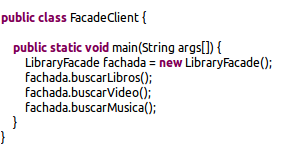 public class FacadeClient {
public static void main(String args[]) {
LibraryFacade fachada = new LibraryFacade();
fachada.buscarLibros();
fachada.buscarVideo();
fachada.buscarMusica();
}
}